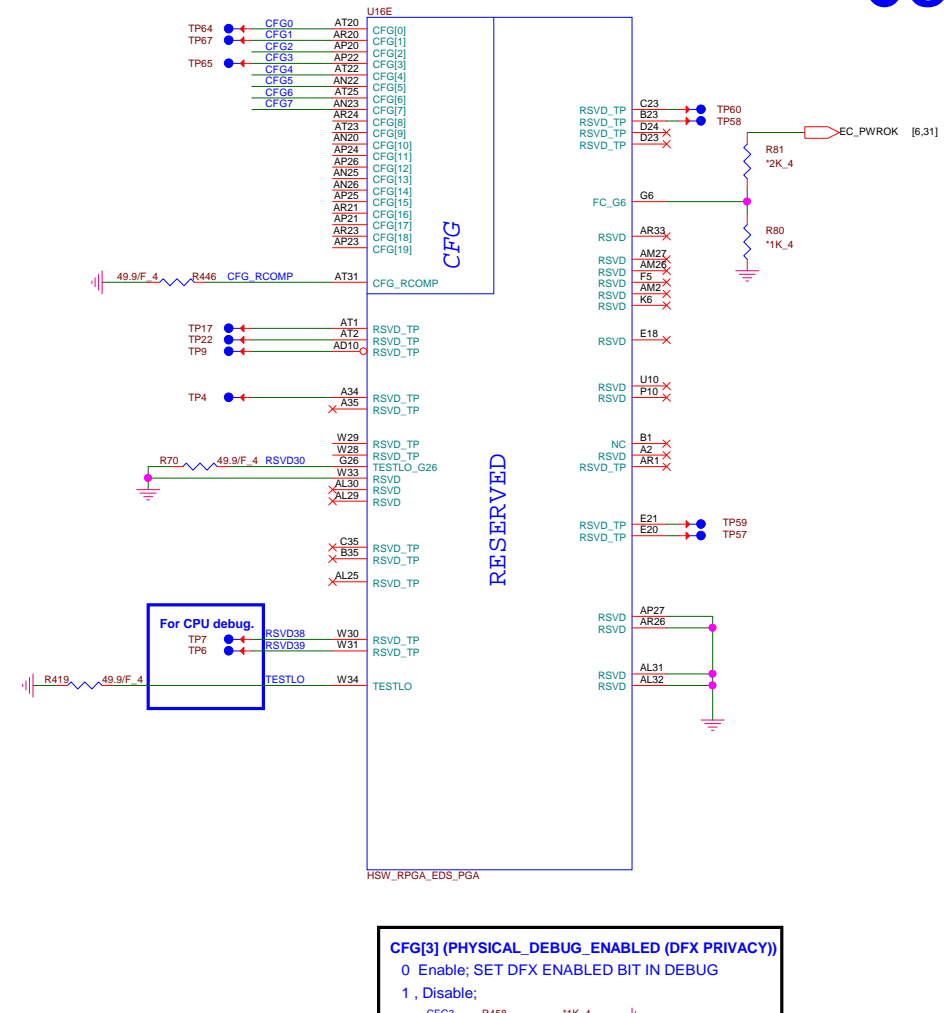 U16E
TP64 CFG0 AT20 CFG[0]
TP67 CFG1 AR20 CFG[1]
CFG2 AP20 CFG[2]
TP65 CFG3 AP22 CFG[3]
CFG4 AT22 CFG[4]
CFG5 AN22 CFG[5]
CFG6 AT25 CFG[6]
CFG7 AN23 CFG[7]
AR24 CFG[8]
AT23 CFG[9]
AN20 CFG[10]
AP24 CFG[11]
AP26 CFG[12]
AN25 CFG[13]
AN26 CFG[14]
AP25 CFG[15]
AR21 CFG[16]
AP21 CFG[17]
AR23 CFG[18]
AP23 CFG[19]
CFG
49.9/F_4 R446 CFG_RCOMP AT31 CFG_RCOMP
TP17 AT1 RSVD_TP
TP22 AT2 RSVD_TP
TP9 AD10 RSVD_TP
TP4 A34 RSVD_TP
A35 RSVD_TP
W29 RSVD_TP
W28 RSVD_TP
R70 49.9/F_4 RSVD30 G26 TESTLO_G26
W33 RSVD
AL30 RSVD
AL29 RSVD
C35 RSVD_TP
B35 RSVD_TP
AL25 RSVD_TP
For CPU debug.
TP7 RSVD38 W30 RSVD_TP
TP6 RSVD39 W31 RSVD_TP
R419 49.9/F_4 TESTLO W34 TESTLO
RESERVED
RSVD_TP C23 TP60
RSVD_TP B23 TP58
RSVD_TP D24
RSVD_TP D23
EC_PWROK [6,31]
R81
*2K_4
FC_G6 G6
R80
*1K_4
RSVD AR33
RSVD AM27
RSVD AM26
RSVD F5
RSVD AM2
RSVD K6
RSVD E18
RSVD U10
RSVD P10
NC B1
RSVD A2
RSVD_TP AR1
RSVD_TP E21 TP59
RSVD_TP E20 TP57
RSVD AP27
RSVD AR26
RSVD AL31
RSVD AL32
HSW_RPGA_EDS_PGA
CFG[3] (PHYSICAL_DEBUG_ENABLED (DFX PRIVACY))
0 Enable; SET DFX ENABLED BIT IN DEBUG
1 , Disable;
CFG3 R458 *1K_4